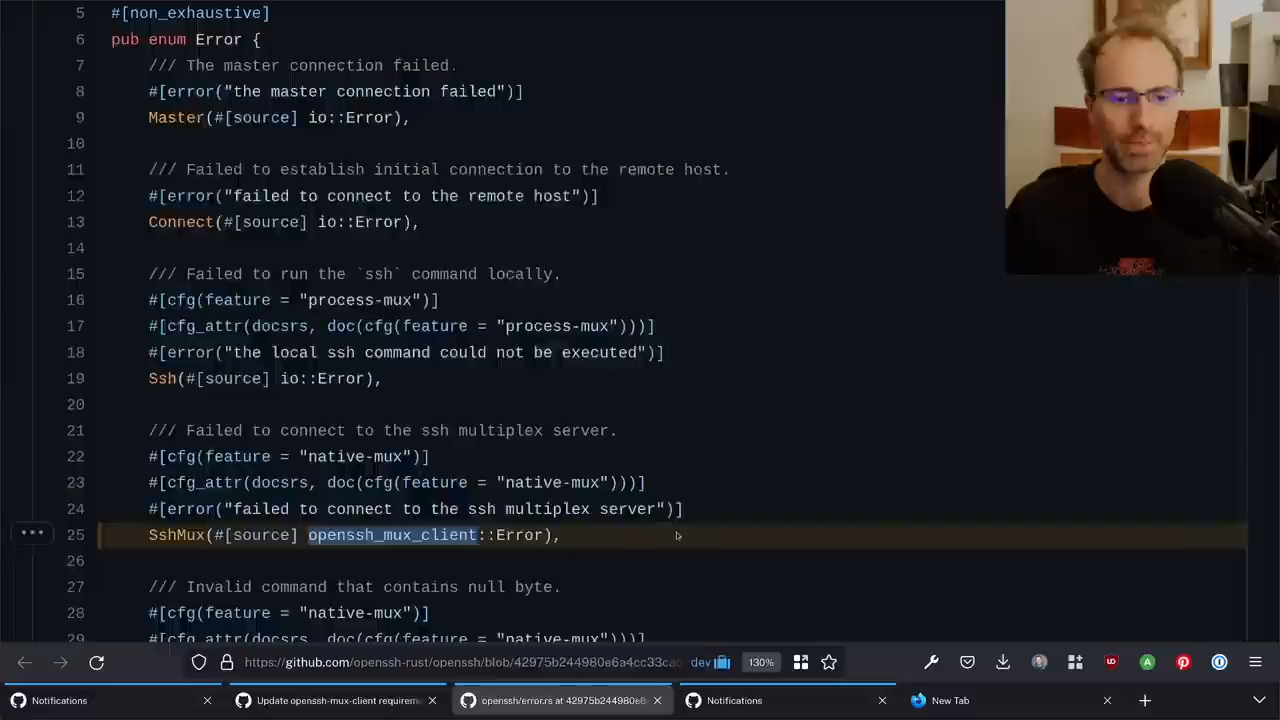 5 #[non_exhaustive]
6 pub enum Error {
7 /// The master connection failed.
8 #[error("the master connection failed")]
9 Master(#[source] io::Error),
10
11 /// Failed to establish initial connection to the remote host.
12 #[error("failed to connect to the remote host")]
13 Connect(#[source] io::Error),
14
15 /// Failed to run the `ssh` command locally.
16 #[cfg(feature = "process-mux")]
17 #[cfg_attr(docsrs, doc(cfg(feature = "process-mux")))]
18 #[error("the local ssh command could not be executed")]
19 Ssh(#[source] io::Error),
20
21 /// Failed to connect to the ssh multiplex server.
22 #[cfg(feature = "native-mux")]
23 #[cfg_attr(docsrs, doc(cfg(feature = "native-mux")))]
24 #[error("failed to connect to the ssh multiplex server")]
25 SshMux(#[source] openssh_mux_client::Error),
26
27 /// Invalid command that contains null byte.
28 #[cfg(feature = "native-mux")]
29 #[cfg_attr(docsrs, doc(cfg(feature = "native-mux")))]
https://github.com/openssh-rust/openssh/blob/42975b244980e6a4cc33cac dev 130%
Notifications
Update openssh-mux-client requirem
openssh/error.rs at 42975b244980e6
Notifications
New Tab